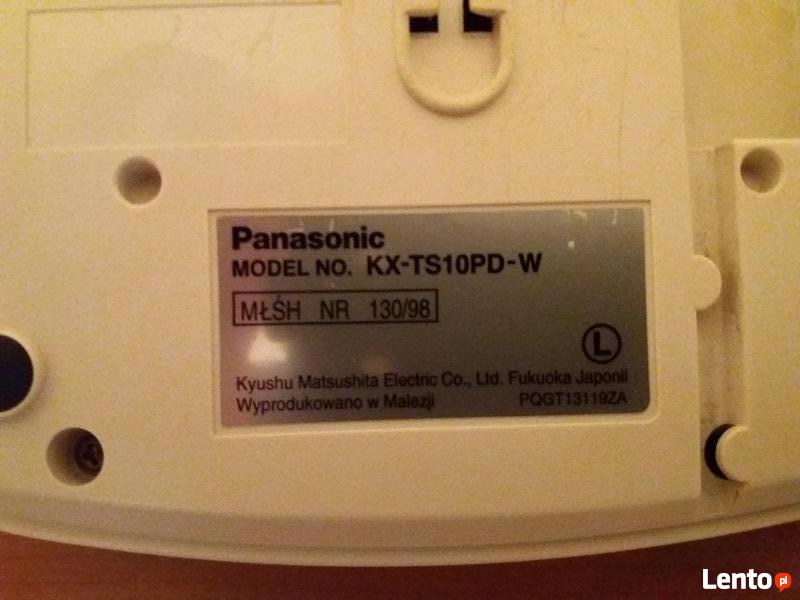 Panasonic
MODEL NO. KX-TS10PD-W
MŁŚH NR 130/98
L
Kyushu Matsushita Electric Co., Ltd. Fukuoka Japonii
Wyprodukowano w Malezji PQGT13119ZA
Lento pl